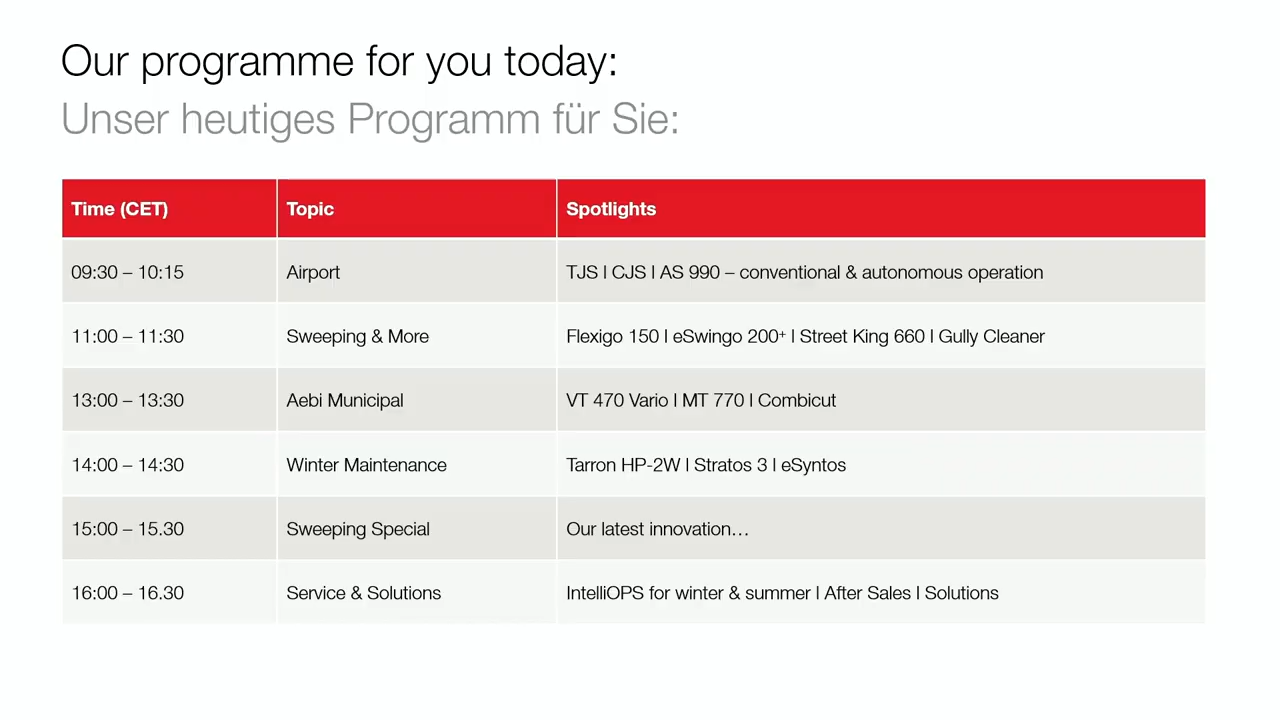 Our programme for you today:
Unser heutiges Programm für Sie:
Time (CET) Topic Spotlights
09:30 – 10:15 Airport TJS I CJS I AS 990 – conventional & autonomous operation
11:00 – 11:30 Sweeping & More Flexigo 150 I eSwingo 200⁺ I Street King 660 I Gully Cleaner
13:00 – 13:30 Aebi Municipal VT 470 Vario I MT 770 I Combicut
14:00 – 14:30 Winter Maintenance Tarron HP-2W I Stratos 3 I eSyntos
15:00 – 15.30 Sweeping Special Our latest innovation…
16:00 – 16.30 Service & Solutions IntelliOPS for winter & summer I After Sales I Solutions